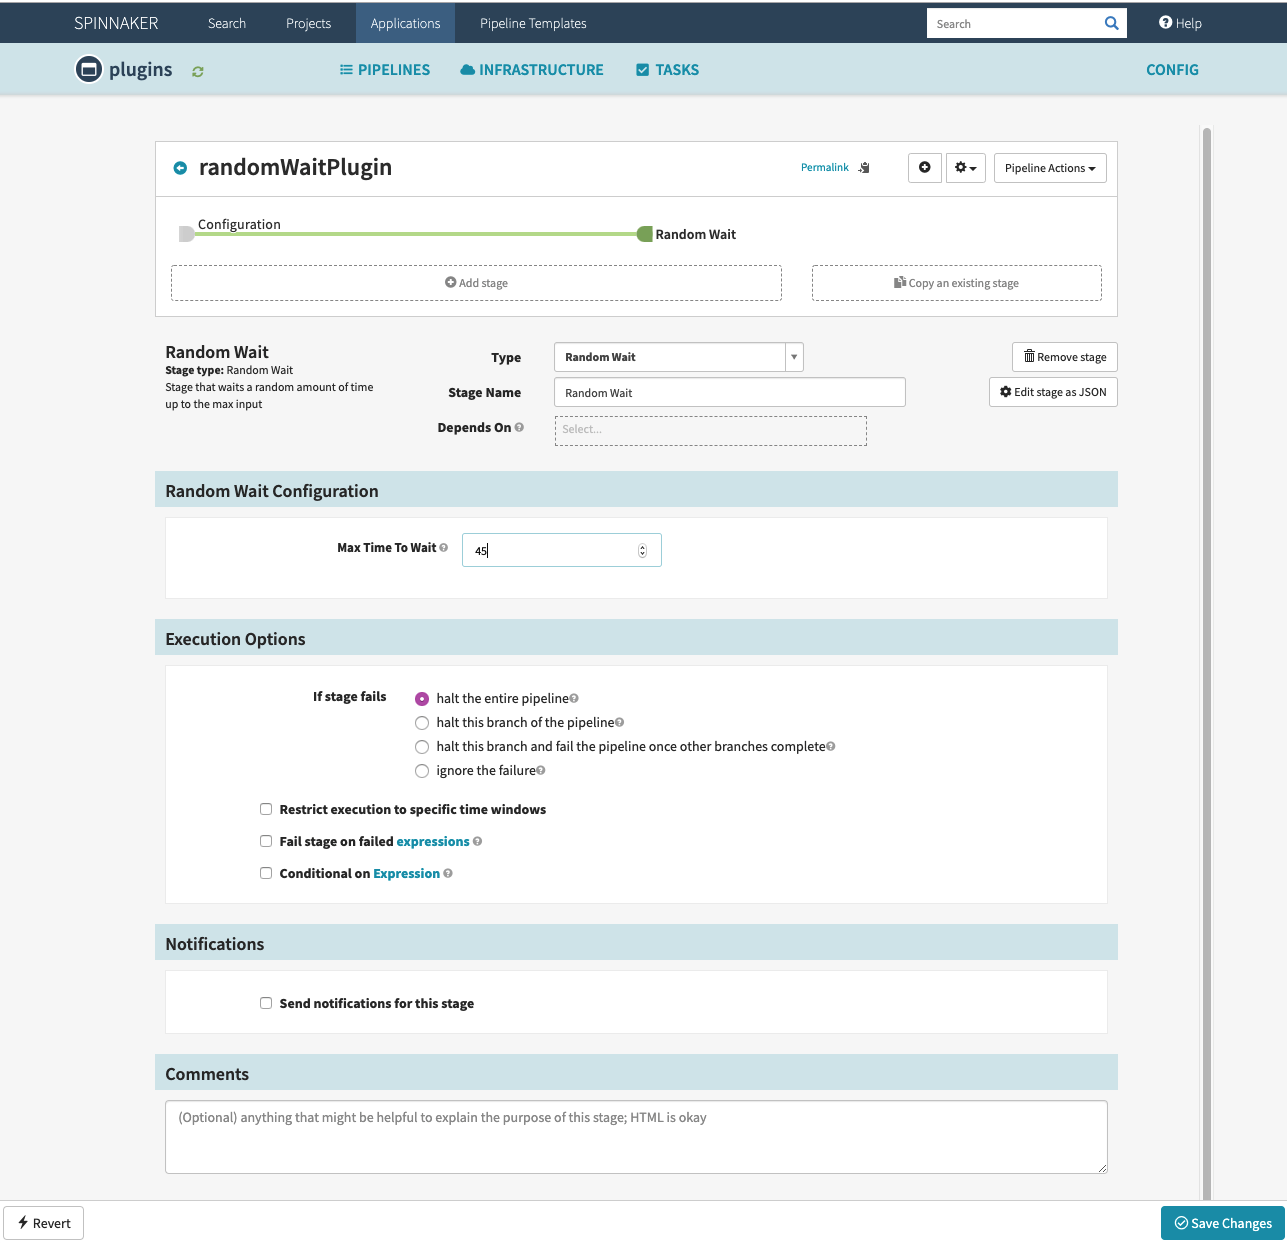 SPINNAKER Search Projects Applications Pipeline Templates Search Help
plugins PIPELINES INFRASTRUCTURE TASKS CONFIG
randomWaitPlugin Permalink Pipeline Actions
Configuration
Random Wait
Add stage Copy an existing stage
Random Wait
Stage type: Random Wait
Stage that waits a random amount of time
up to the max input
Type Random Wait Remove stage
Stage Name Random Wait Edit stage as JSON
Depends On Select...
Random Wait Configuration
Max Time To Wait 45
Execution Options
If stage fails halt the entire pipeline
halt this branch of the pipeline
halt this branch and fail the pipeline once other branches complete
ignore the failure
Restrict execution to specific time windows
Fail stage on failed expressions
Conditional on Expression
Notifications
Send notifications for this stage
Comments
(Optional) anything that might be helpful to explain the purpose of this stage; HTML is okay
Revert Save Changes